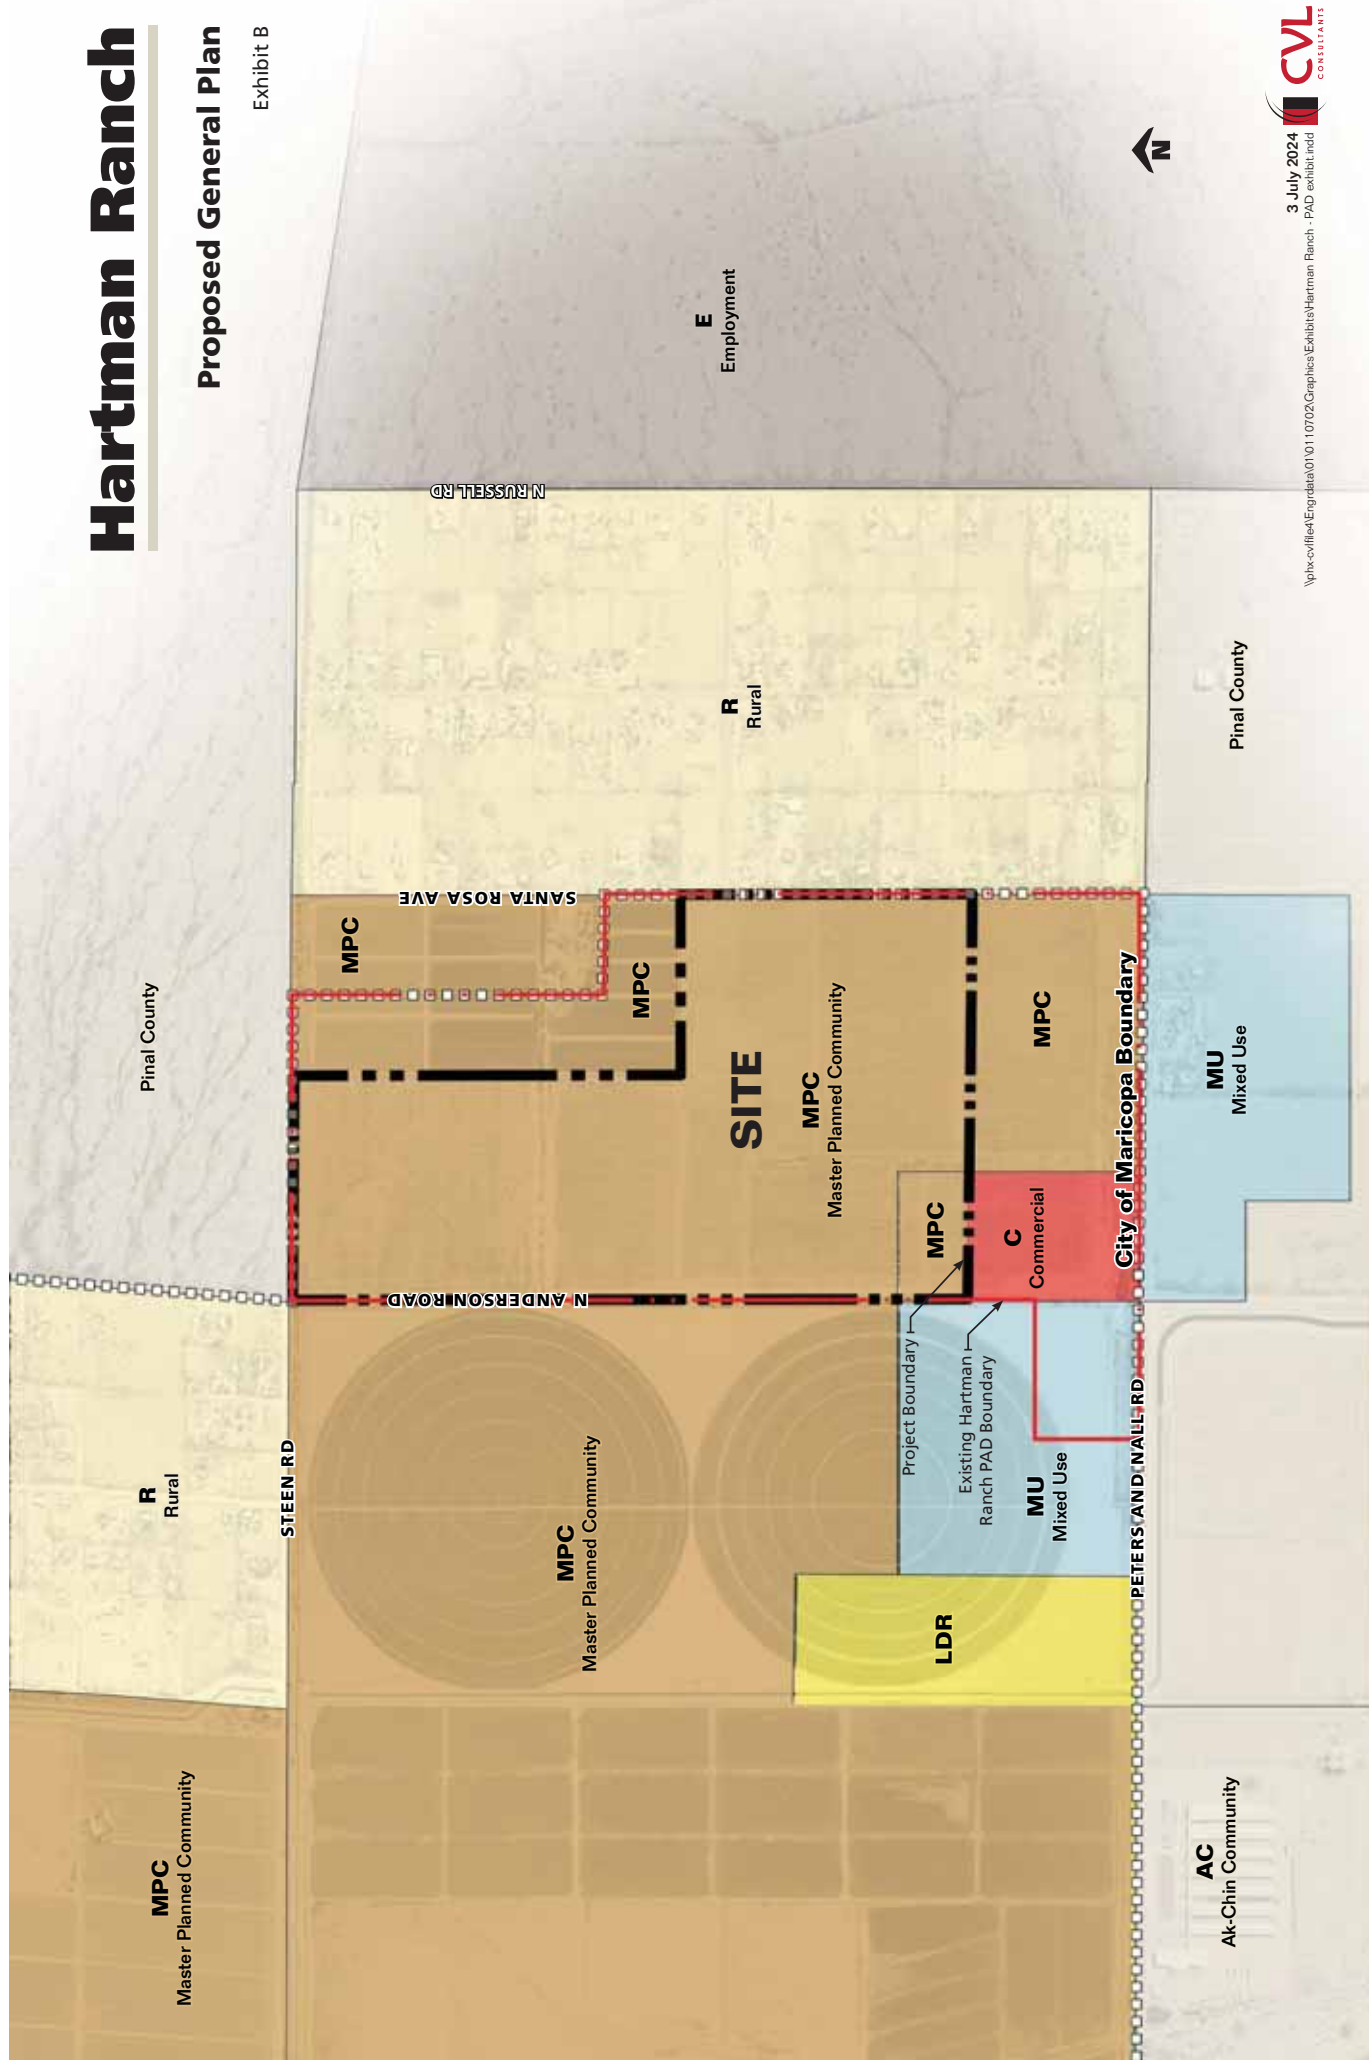 Hartman Ranch
Proposed General Plan
Exhibit B
MPC
Master Planned Community
R
Rural
Pinal County
STEEN RD
N ANDERSON ROAD
SANTA ROSA AVE
N RUSSELL RD
MPC
MPC
SITE
MPC
Master Planned Community
MPC
Master Planned Community
R
Rural
E
Employment
Project Boundary
MPC
Existing Hartman
Ranch PAD Boundary
LDR
MU
Mixed Use
C
Commercial
MPC
PETERS AND NALL RD
City of Maricopa Boundary
AC
Ak-Chin Community
MU
Mixed Use
Pinal County
N
3 July 2024
\\phx-cvlfile4\Engrdata\01\0110702\Graphics\Exhibits\Hartman Ranch - PAD exhibit.indd
CVL
CONSULTANTS